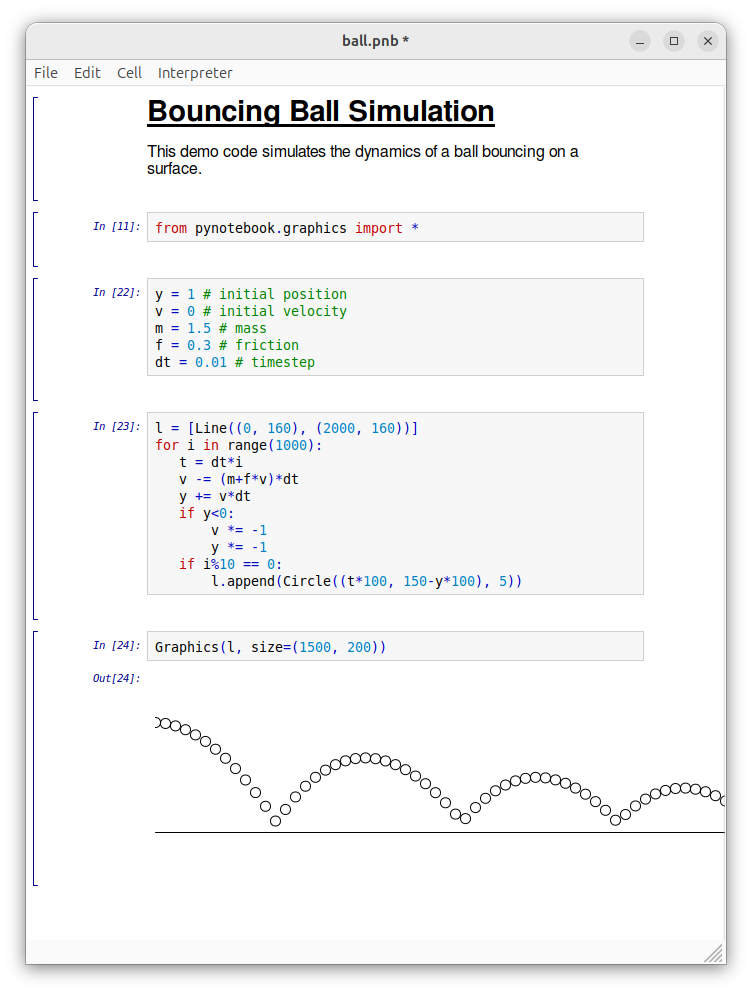 ball.pnb *
File Edit Cell Interpreter
Bouncing Ball Simulation
This demo code simulates the dynamics of a ball bouncing on a
surface.
In [11]: from pynotebook.graphics import *
In [22]: y = 1 # initial position
v = 0 # initial velocity
m = 1.5 # mass
f = 0.3 # friction
dt = 0.01 # timestep
In [23]: l = [Line((0, 160), (2000, 160))]
for i in range(1000):
   t = dt*i
   v -= (m+f*v)*dt
   y += v*dt
   if y<0:
       v *= -1
       y *= -1
   if i%10 == 0:
       l.append(Circle((t*100, 150-y*100), 5))
In [24]: Graphics(l, size=(1500, 200))
Out[24]: